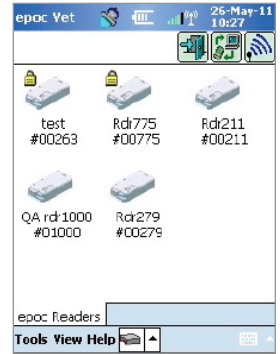 epoc Vet
26-May-11
10:27
test
#00263
Rdr775
#00775
Rdr211
#00211
QA rdr1000
#01000
Rdr279
#00279
epoc Readers
Tools View Help